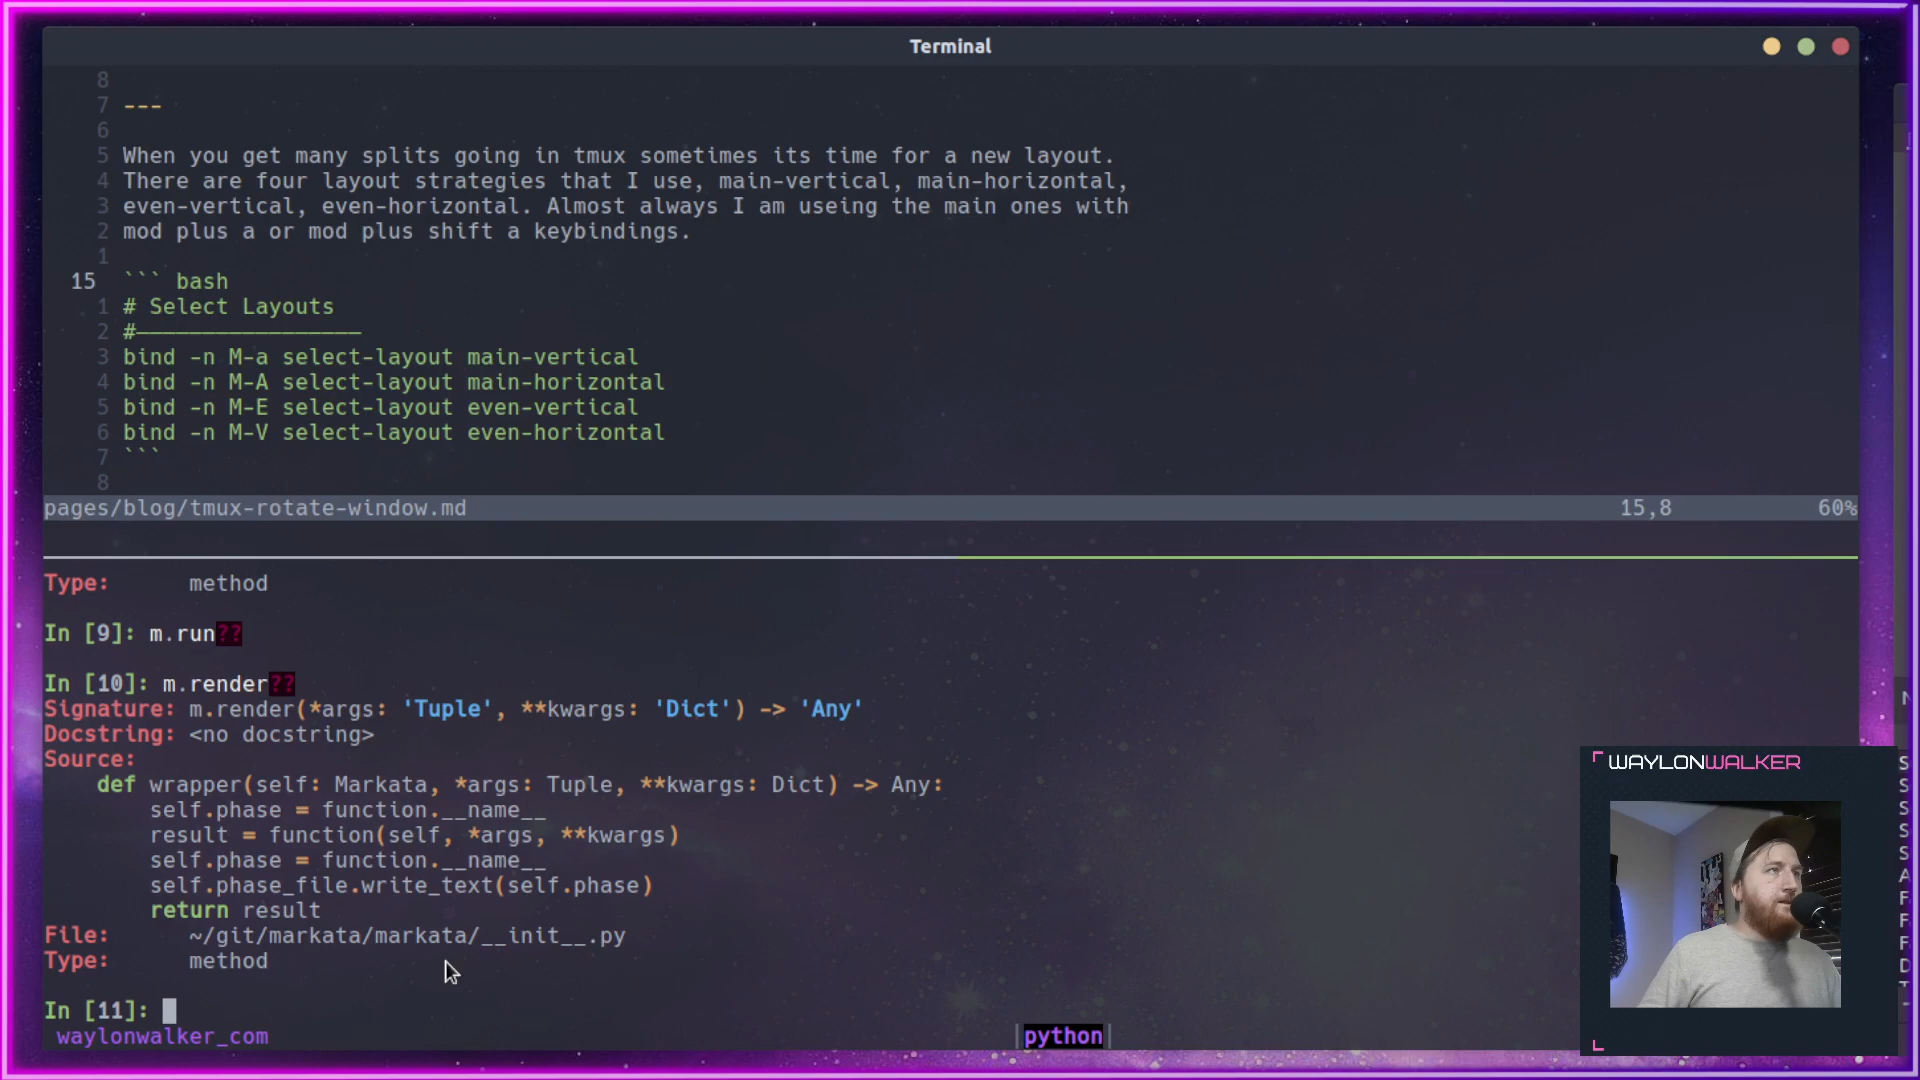 Terminal
8
7 ---
6
5 When you get many splits going in tmux sometimes its time for a new layout.
4 There are four layout strategies that I use, main-vertical, main-horizontal,
3 even-vertical, even-horizontal. Almost always I am useing the main ones with
2 mod plus a or mod plus shift a keybindings.
1
15 ``` bash
1 # Select Layouts
2 #─────────────────
3 bind -n M-a select-layout main-vertical
4 bind -n M-A select-layout main-horizontal
5 bind -n M-E select-layout even-vertical
6 bind -n M-V select-layout even-horizontal
7 ```
8
pages/blog/tmux-rotate-window.md 15,8 60%
Type: method
In [9]: m.run??
In [10]: m.render??
Signature: m.render(*args: 'Tuple', **kwargs: 'Dict') -> 'Any'
Docstring: <no docstring>
Source:
def wrapper(self: Markata, *args: Tuple, **kwargs: Dict) -> Any:
self.phase = function.__name__
result = function(self, *args, **kwargs)
self.phase = function.__name__
self.phase_file.write_text(self.phase)
return result
File: ~/git/markata/markata/__init__.py
Type: method
In [11]:
waylonwalker_com |python|
WAYLONWALKER